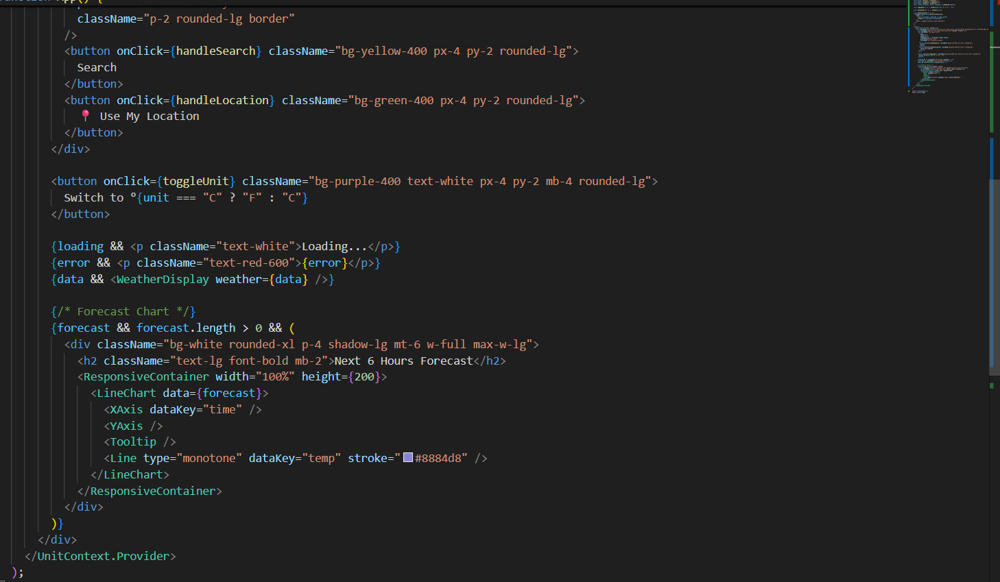 function App() {
className="p-2 rounded-lg border"
/>
<button onClick={handleSearch} className="bg-yellow-400 px-4 py-2 rounded-lg">
Search
</button>
<button onClick={handleLocation} className="bg-green-400 px-4 py-2 rounded-lg">
📍 Use My Location
</button>
</div>
<button onClick={toggleUnit} className="bg-purple-400 text-white px-4 py-2 mb-4 rounded-lg">
Switch to °{unit === "C" ? "F" : "C"}
</button>
{loading && <p className="text-white">Loading...</p>}
{error && <p className="text-red-600">{error}</p>}
{data && <WeatherDisplay weather={data} />}
{/* Forecast Chart */}
{forecast && forecast.length > 0 && (
<div className="bg-white rounded-xl p-4 shadow-lg mt-6 w-full max-w-lg">
<h2 className="text-lg font-bold mb-2">Next 6 Hours Forecast</h2>
<ResponsiveContainer width="100%" height={200}>
<LineChart data={forecast}>
<XAxis dataKey="time" />
<YAxis />
<Tooltip />
<Line type="monotone" dataKey="temp" stroke="#8884d8" />
</LineChart>
</ResponsiveContainer>
</div>
)}
</div>
</UnitContext.Provider>
);